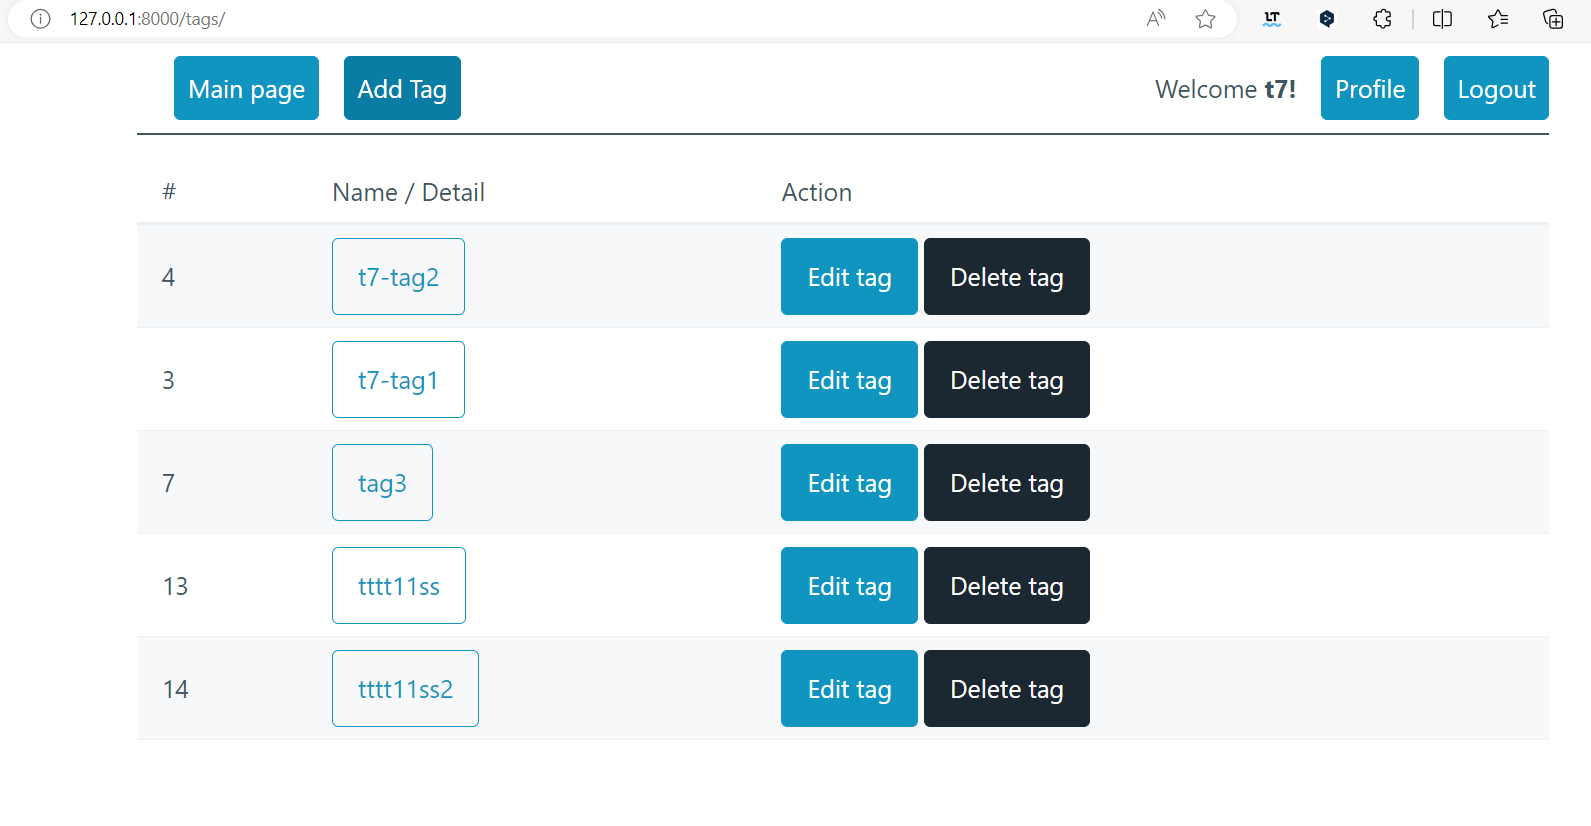 127.0.0.1:8000/tags/
Main page Add Tag Welcome t7! Profile Logout
# Name / Detail Action
4 t7-tag2 Edit tag Delete tag
3 t7-tag1 Edit tag Delete tag
7 tag3 Edit tag Delete tag
13 tttt11ss Edit tag Delete tag
14 tttt11ss2 Edit tag Delete tag